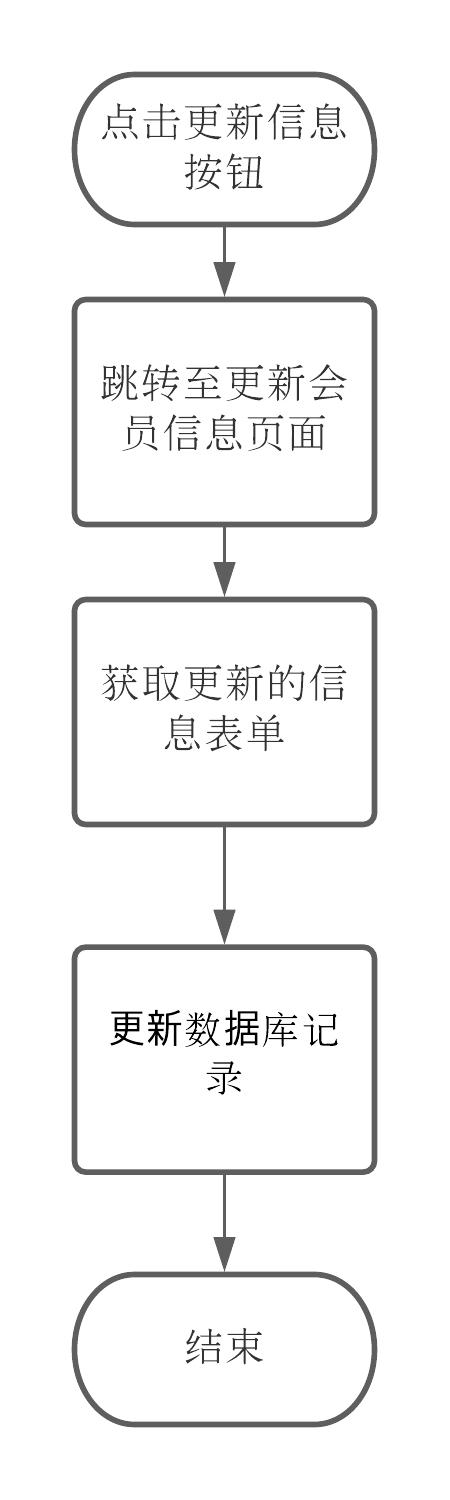 点击更新信息
按钮
跳转至更新会
员信息页面
获取更新的信
息表单
更新数据库记
录
结束